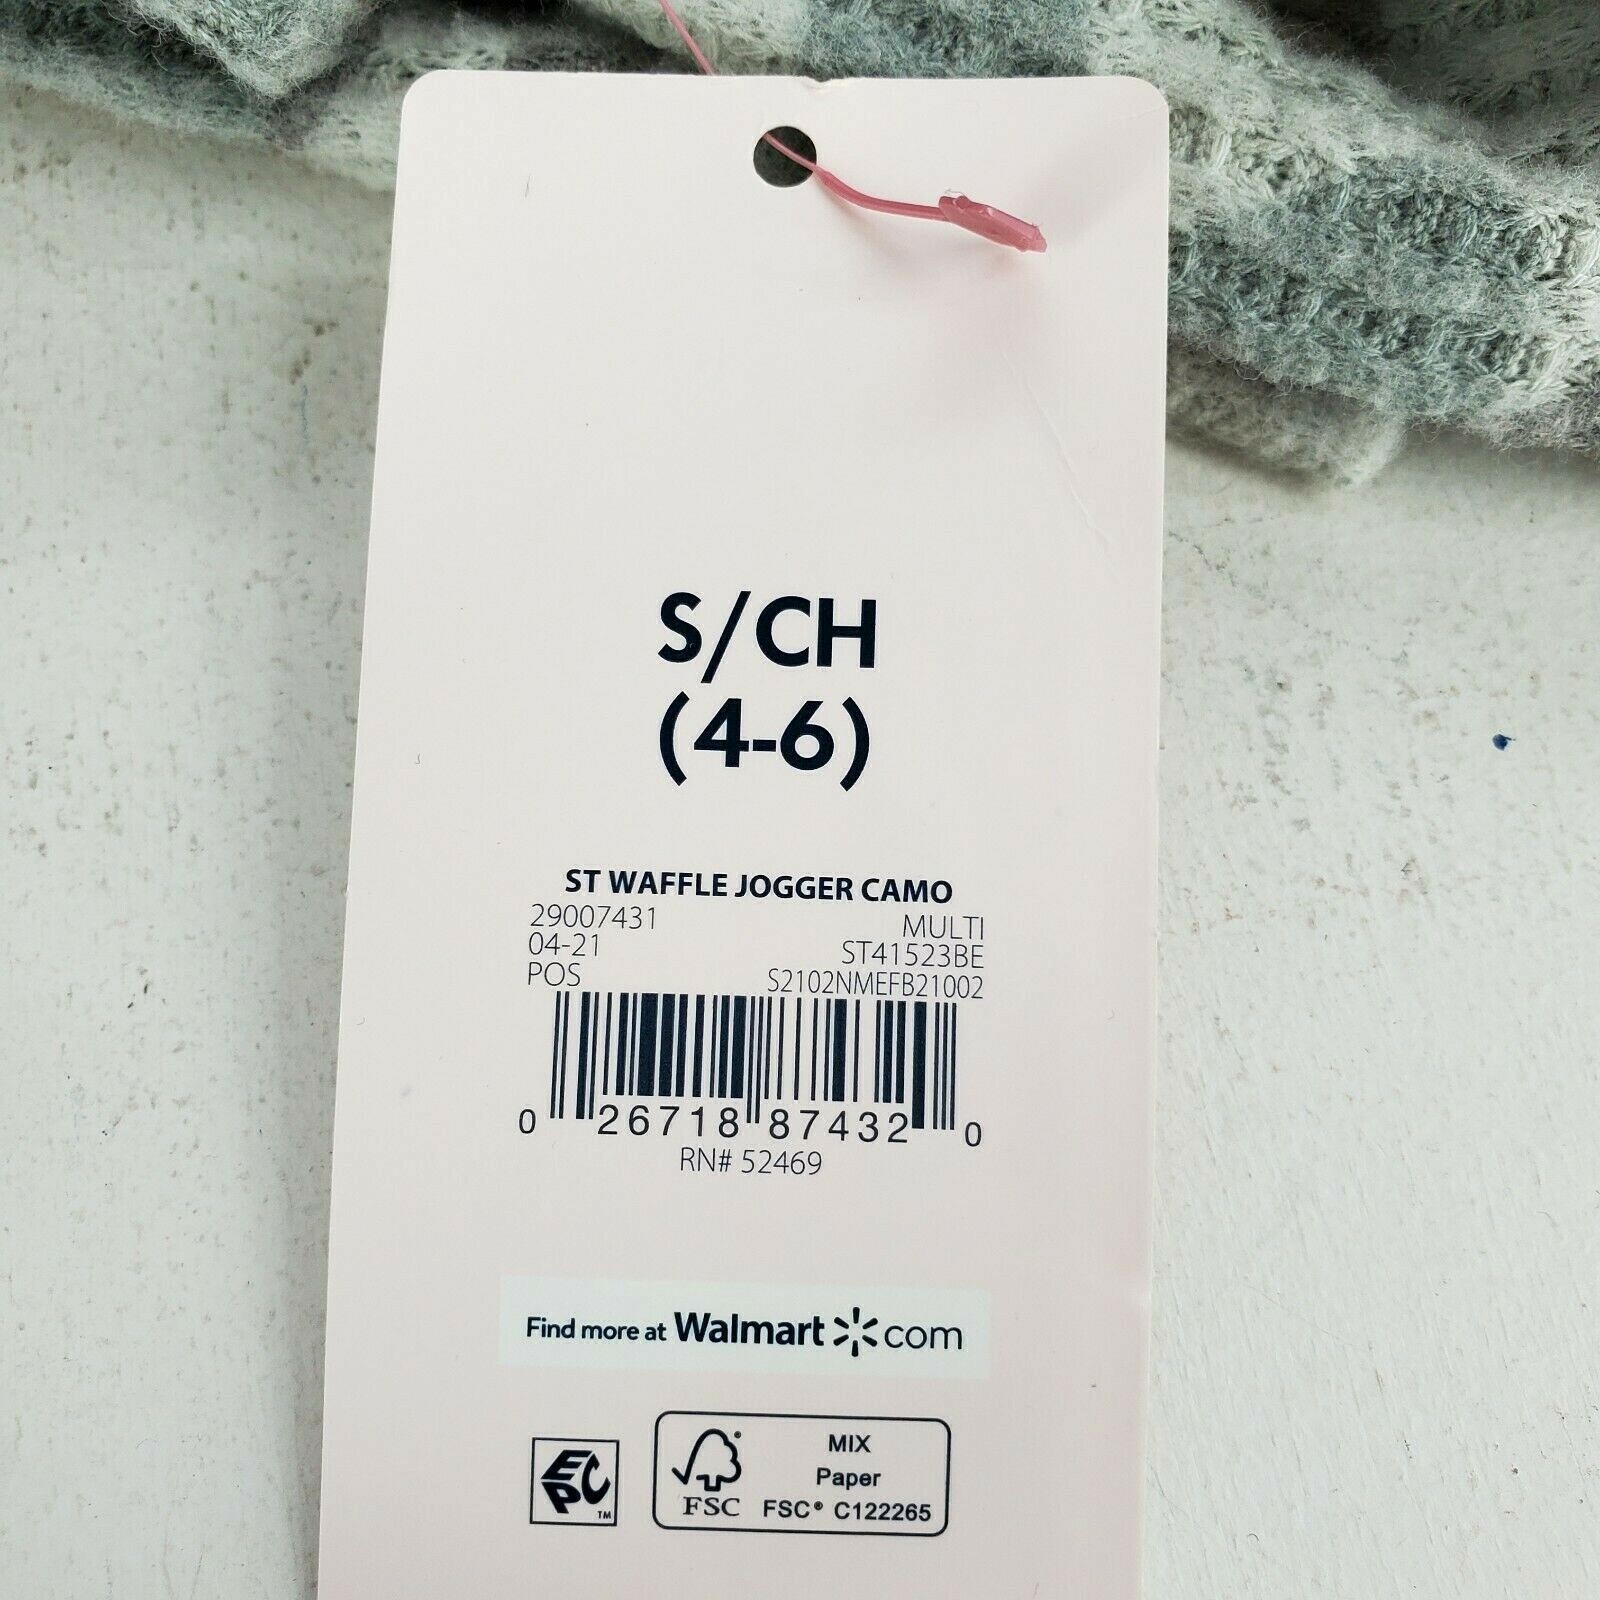 S/CH
(4-6)
ST WAFFLE JOGGER CAMO
29007431 MULTI
04-21 ST41523BE
POS S2102NMEFB21002
0 26718 87432 0
RN# 52469
Find more at Walmart com
EPC TM
FSC
MIX
Paper
FSC® C122265